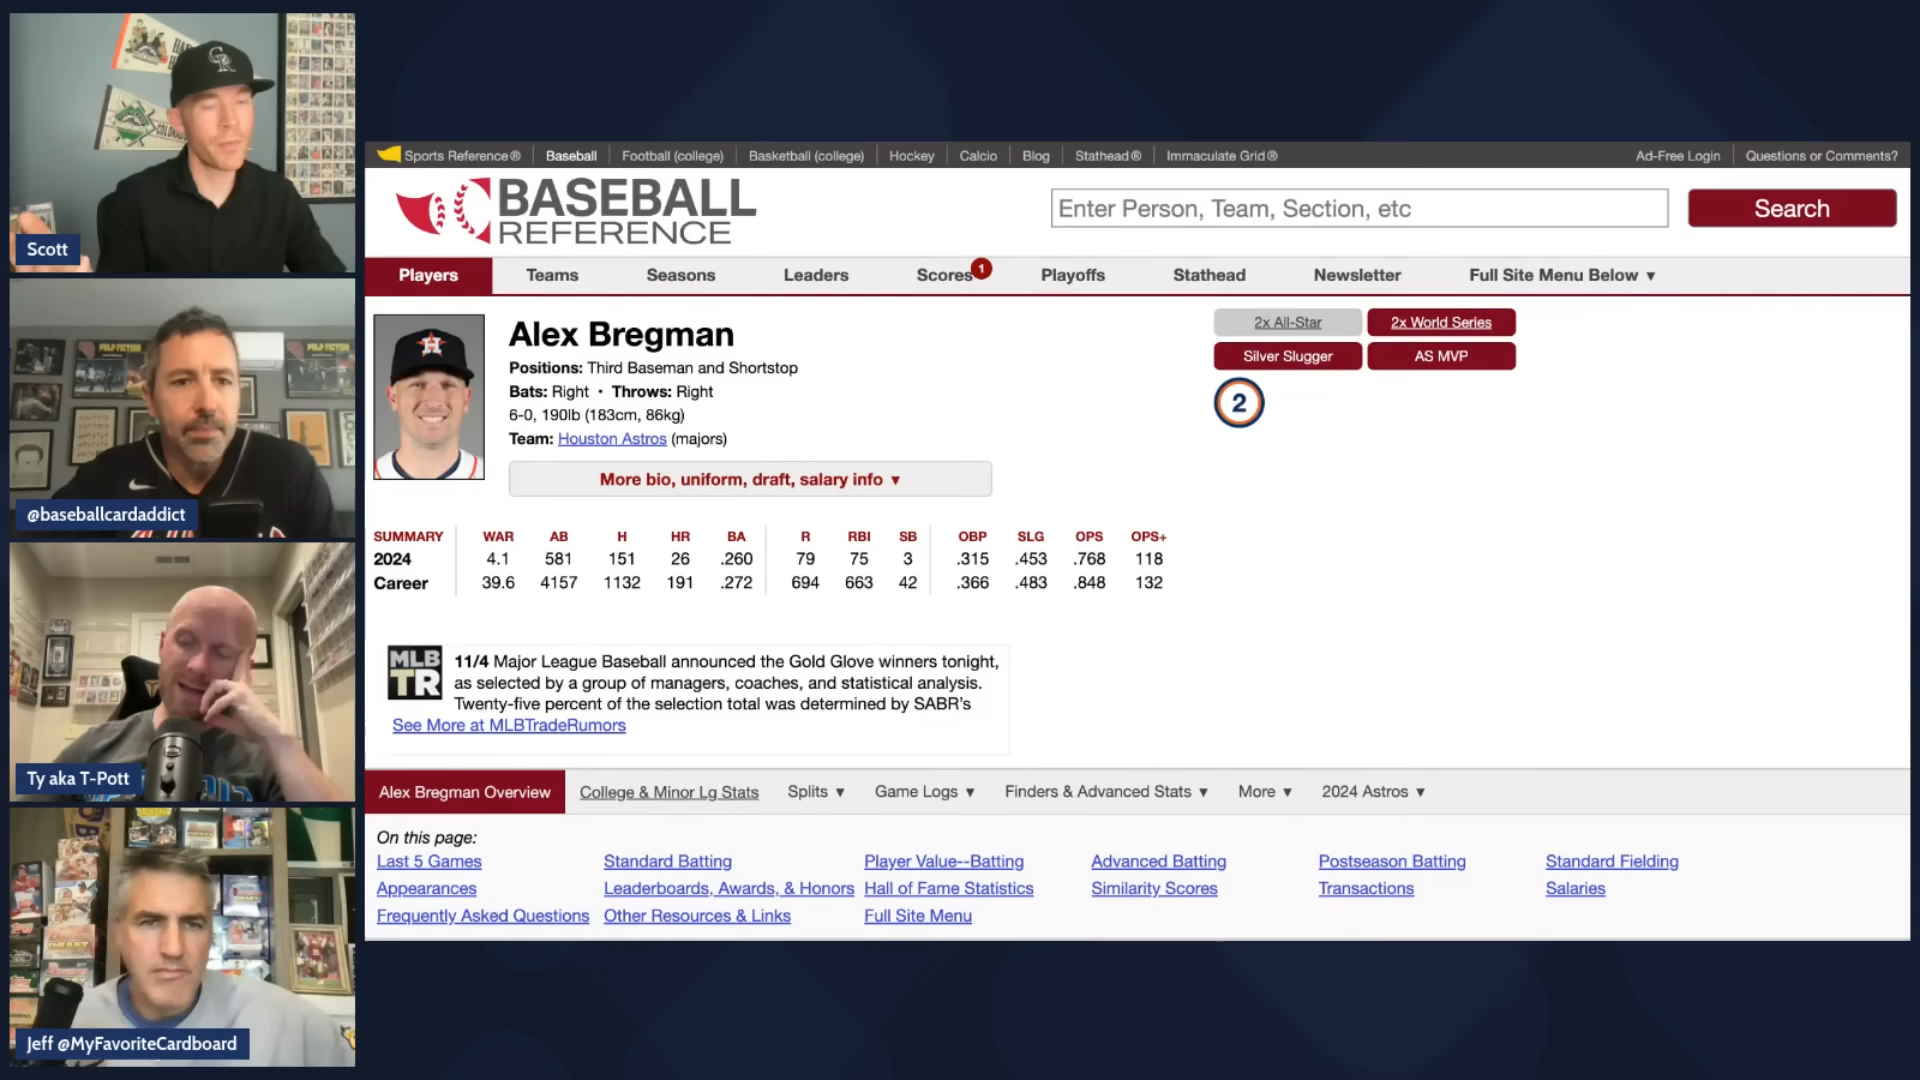 Scott
@baseballcardaddict
Ty aka T-Pott
Jeff @MyFavoriteCardboard
PULP FICTION
Sports Reference® Baseball Football (college) Basketball (college) Hockey Calcio Blog Stathead® Immaculate Grid® Ad-Free Login Questions or Comments?
BASEBALL
REFERENCE
Enter Person, Team, Section, etc Search
Players Teams Seasons Leaders Scores 1 Playoffs Stathead Newsletter Full Site Menu Below ▼
Alex Bregman
Positions: Third Baseman and Shortstop
Bats: Right • Throws: Right
6-0, 190lb (183cm, 86kg)
Team: Houston Astros (majors)
More bio, uniform, draft, salary info ▼
2x All-Star 2x World Series
Silver Slugger AS MVP
2
SUMMARY WAR AB H HR BA R RBI SB OBP SLG OPS OPS+
2024 4.1 581 151 26 .260 79 75 3 .315 .453 .768 118
Career 39.6 4157 1132 191 .272 694 663 42 .366 .483 .848 132
MLB
TR
11/4 Major League Baseball announced the Gold Glove winners tonight,
as selected by a group of managers, coaches, and statistical analysis.
Twenty-five percent of the selection total was determined by SABR's
See More at MLBTradeRumors
Alex Bregman Overview College & Minor Lg Stats Splits ▼ Game Logs ▼ Finders & Advanced Stats ▼ More ▼ 2024 Astros ▼
On this page:
Last 5 Games Standard Batting Player Value--Batting Advanced Batting Postseason Batting Standard Fielding
Appearances Leaderboards, Awards, & Honors Hall of Fame Statistics Similarity Scores Transactions Salaries
Frequently Asked Questions Other Resources & Links Full Site Menu